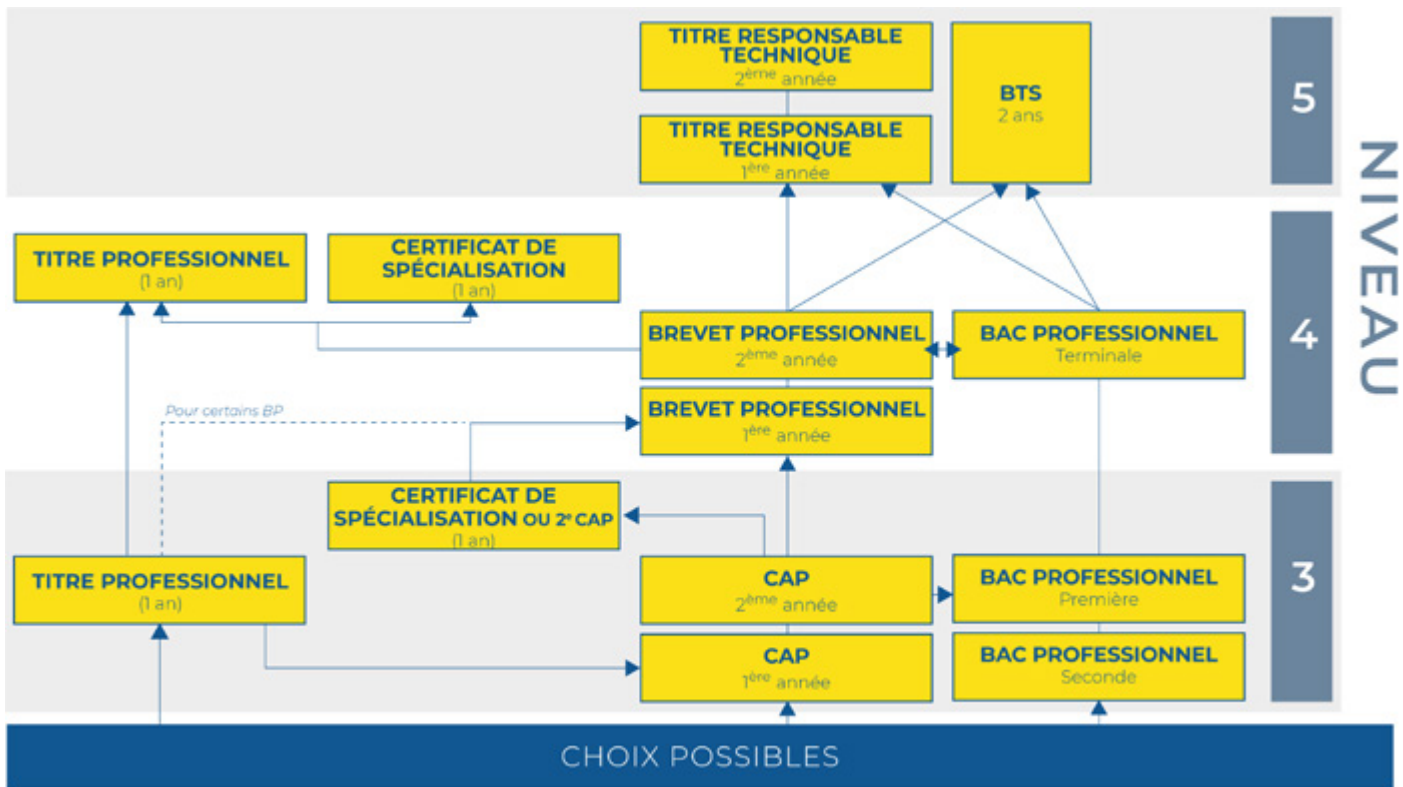 TITRE RESPONSABLE
TECHNIQUE
2ème année
BTS
2 ans
5
TITRE RESPONSABLE
TECHNIQUE
1ère année
NIVEAU
TITRE PROFESSIONNEL
(1 an)
CERTIFICAT DE
SPÉCIALISATION
(1 an)
BREVET PROFESSIONNEL
2ème année
BAC PROFESSIONNEL
Terminale
4
Pour certains BP
BREVET PROFESSIONNEL
1ère année
CERTIFICAT DE
SPÉCIALISATION OU 2e CAP
(1 an)
TITRE PROFESSIONNEL
(1 an)
CAP
2ème année
BAC PROFESSIONNEL
Première
3
CAP
1ère année
BAC PROFESSIONNEL
Seconde
CHOIX POSSIBLES